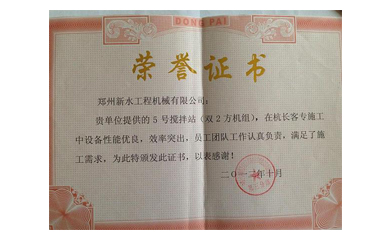 DONG PAI
荣誉证书
郑州新水工程机械有限公司：
贵单位提供的5号搅拌站（双2方机组），在杭长客专施工
中设备性能优良，效率突出，员工团队工作认真负责，满足了施
工需求，为此特颁发此证书，以表感谢！
二〇一二年十月